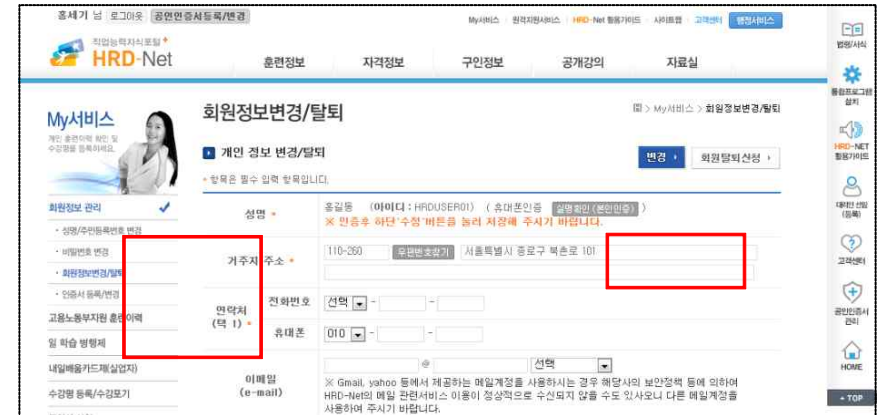 홍세기 님 로그아웃 공인인증서등록/변경
My서비스 원격지원서비스 HRD-Net 활용가이드 사이트맵 고객센터 행정서비스
직업능력지식포털
HRD-Net
훈련정보 자격정보 구인정보 공개강의 자료실
법령/서식
통합프로그램 설치
HRD-NET 활용가이드
대리인 선임 (등록)
고객센터
공인인증서 관리
HOME
TOP
My서비스
개인 훈련이력 확인 및
수강평을 등록하세요.
회원정보 관리
· 성명/주민등록번호 변경
· 비밀번호 변경
· 회원정보변경/탈퇴
· 인증서 등록/변경
고용노동부지원 훈련이력
일 학습 병행제
내일배움카드제(실업자)
수강평 등록/수강포기
회원정보변경/탈퇴
홈 > My서비스 > 회원정보변경/탈퇴
개인 정보 변경/탈퇴
변경 회원탈퇴신청
* 항목은 필수 입력 항목입니다.
성명 * 홍길동 (아이디 : HRDUSER01) ( 휴대폰인증 실명확인(본인인증) )
※ 인증후 하단'수정'버튼을 눌러 저장해 주시기 바랍니다.
거주지 주소 * 110-260 우편번호찾기 서울특별시 종로구 북촌로 101
연락처
(택 1) *
전화번호 선택 - -
휴대폰 010 - -
이메일
(e-mail)
@ 선택
※ Gmail, yahoo 등에서 제공하는 메일계정을 사용하시는 경우 해당사의 보안정책 등에 의하여
HRD-Net의 메일 관련서비스 이용이 정상적으로 수신되지 않을 수도 있사오니 다른 메일계정을
사용하여 주시기 바랍니다.